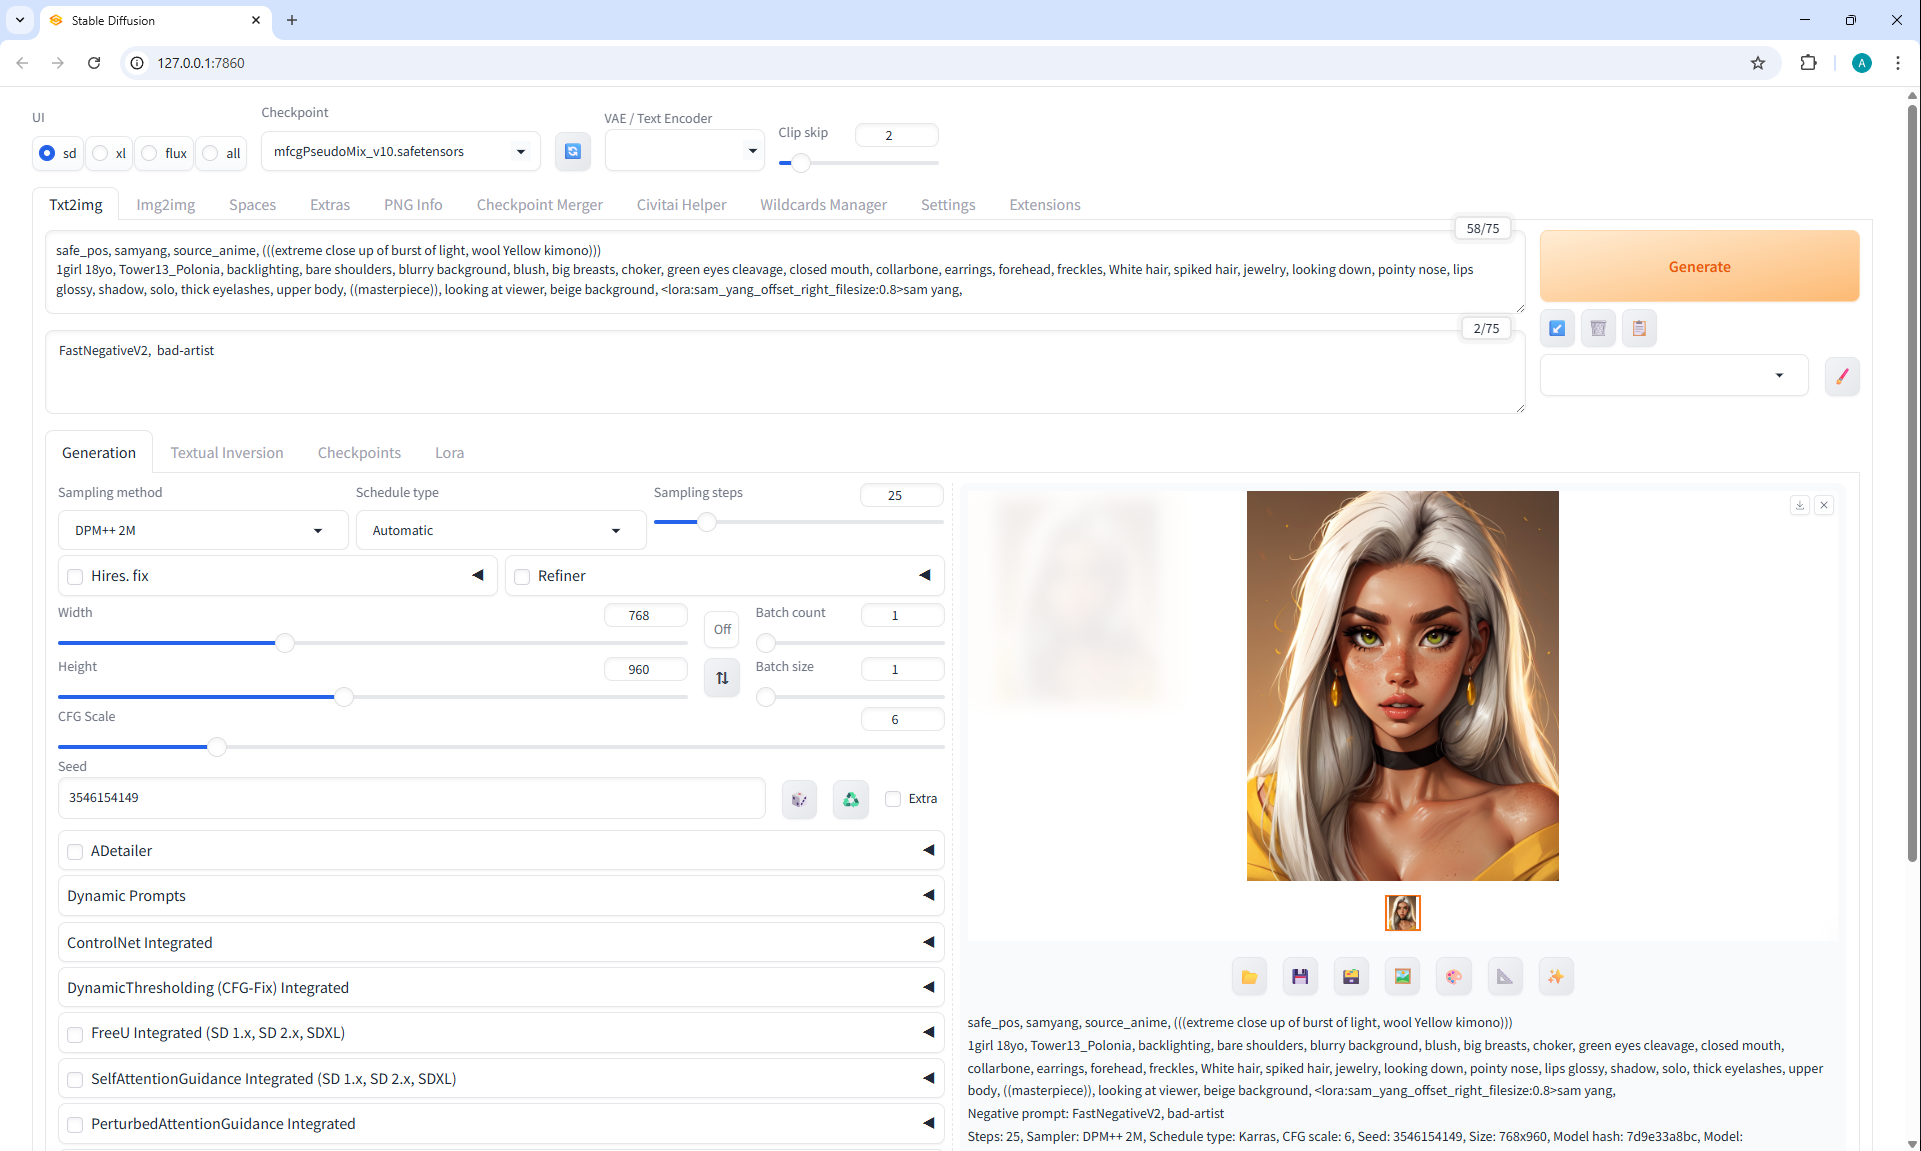 Stable Diffusion
127.0.0.1:7860
UI
sd
xl
flux
all
Checkpoint
mfcgPseudoMix_v10.safetensors
VAE / Text Encoder
Clip skip
2
Txt2img
Img2img
Spaces
Extras
PNG Info
Checkpoint Merger
Civitai Helper
Wildcards Manager
Settings
Extensions
58/75
safe_pos, samyang, source_anime, (((extreme close up of burst of light, wool Yellow kimono)))
1girl 18yo, Tower13_Polonia, backlighting, bare shoulders, blurry background, blush, big breasts, choker, green eyes cleavage, closed mouth, collarbone, earrings, forehead, freckles, White hair, spiked hair, jewelry, looking down, pointy nose, lips
glossy, shadow, solo, thick eyelashes, upper body, ((masterpiece)), looking at viewer, beige background, <lora:sam_yang_offset_right_filesize:0.8>sam yang,
Generate
2/75
FastNegativeV2, bad-artist
Generation
Textual Inversion
Checkpoints
Lora
Sampling method
DPM++ 2M
Schedule type
Automatic
Sampling steps
25
Hires. fix
Refiner
Width
768
Off
Batch count
1
Height
960
Batch size
1
CFG Scale
6
Seed
3546154149
Extra
ADetailer
Dynamic Prompts
ControlNet Integrated
DynamicThresholding (CFG-Fix) Integrated
FreeU Integrated (SD 1.x, SD 2.x, SDXL)
SelfAttentionGuidance Integrated (SD 1.x, SD 2.x, SDXL)
PerturbedAttentionGuidance Integrated
safe_pos, samyang, source_anime, (((extreme close up of burst of light, wool Yellow kimono)))
1girl 18yo, Tower13_Polonia, backlighting, bare shoulders, blurry background, blush, big breasts, choker, green eyes cleavage, closed mouth,
collarbone, earrings, forehead, freckles, White hair, spiked hair, jewelry, looking down, pointy nose, lips glossy, shadow, solo, thick eyelashes, upper
body, ((masterpiece)), looking at viewer, beige background, <lora:sam_yang_offset_right_filesize:0.8>sam yang,
Negative prompt: FastNegativeV2, bad-artist
Steps: 25, Sampler: DPM++ 2M, Schedule type: Karras, CFG scale: 6, Seed: 3546154149, Size: 768x960, Model hash: 7d9e33a8bc, Model:
A